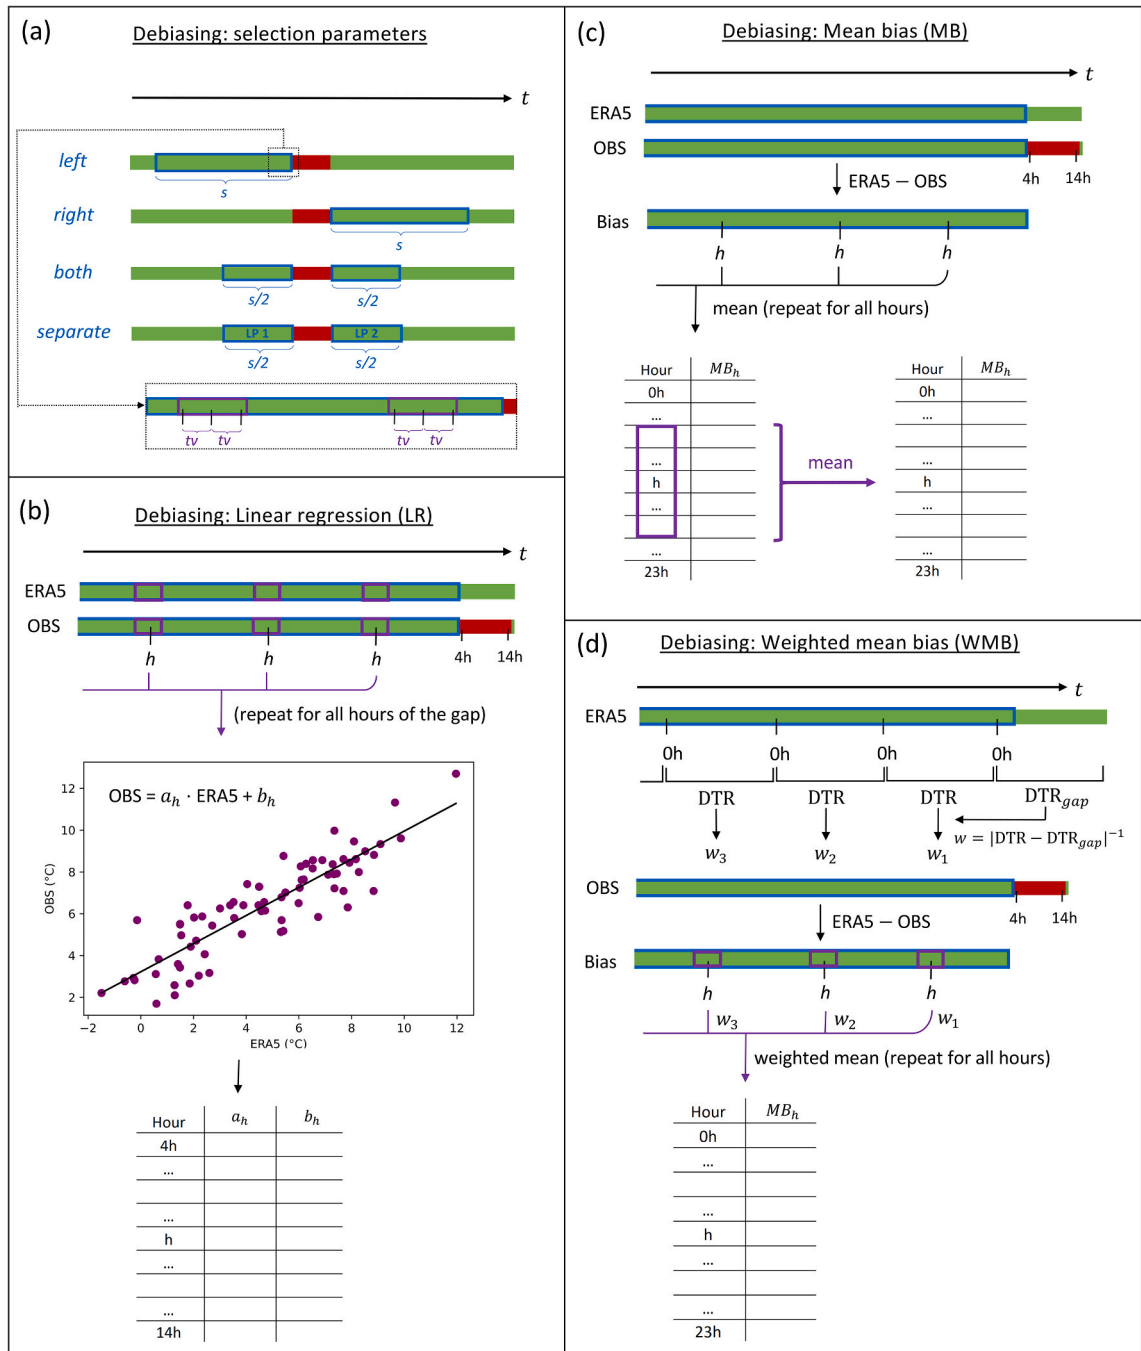 (a)
Debiasing: selection parameters
t
left
s
right
s
both
s/2 s/2
separate
LP 1 LP 2
s/2 s/2
tv tv tv tv
(b)
Debiasing: Linear regression (LR)
t
ERA5
OBS
h h h 4h 14h
(repeat for all hours of the gap)
OBS = a_h · ERA5 + b_h
OBS (°C)
12
10
8
6
4
2
−2 0 2 4 6 8 10 12
ERA5 (°C)
Hour a_h b_h
4h
...
...
h
...
...
14h
(c)
Debiasing: Mean bias (MB)
t
ERA5
OBS
4h 14h
ERA5 − OBS
Bias
h h h
mean (repeat for all hours)
Hour MB_h
0h
...
...
h
...
...
23h
mean
Hour MB_h
0h
...
...
h
...
...
23h
(d)
Debiasing: Weighted mean bias (WMB)
t
ERA5
0h 0h 0h 0h
DTR DTR DTR DTR_gap
w = |DTR − DTR_gap|^−1
w_3 w_2 w_1
OBS
4h 14h
ERA5 − OBS
Bias
h h h
w_3 w_2 w_1
weighted mean (repeat for all hours)
Hour MB_h
0h
...
...
h
...
...
23h